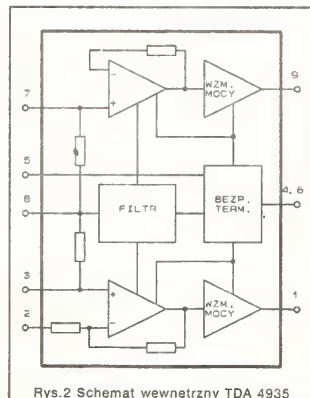 WZM.
MOCY
9
7
5
8
FILTR
BEZP.
TERM.
4.6
3
2
WZM.
MOCY
1
Rys.2 Schemat wewnetrzny TDA 4935